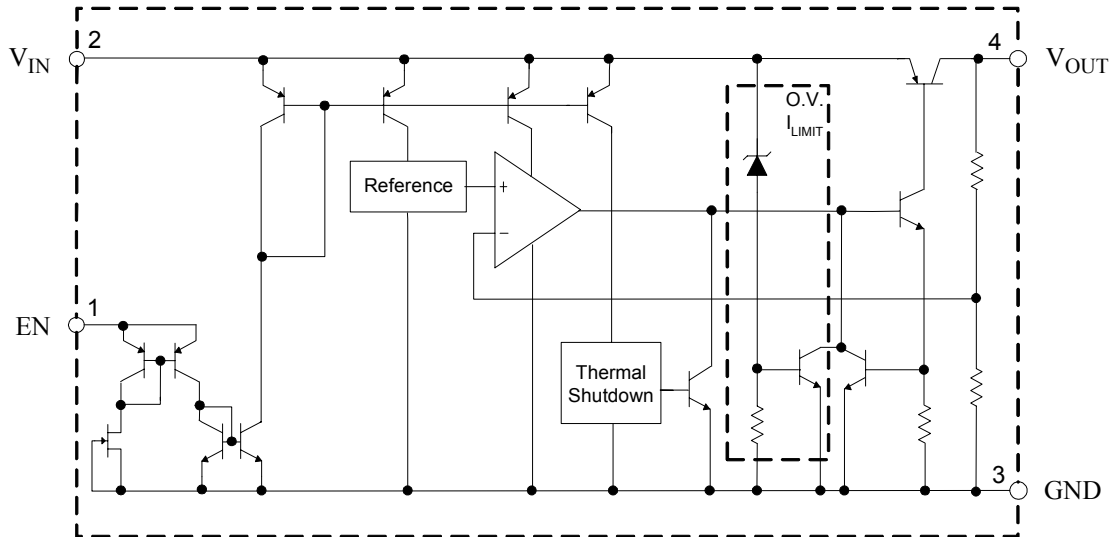 2
V_IN
4
V_OUT
O.V.
I_LIMIT
Reference
+
−
1
EN
Thermal
Shutdown
3
GND